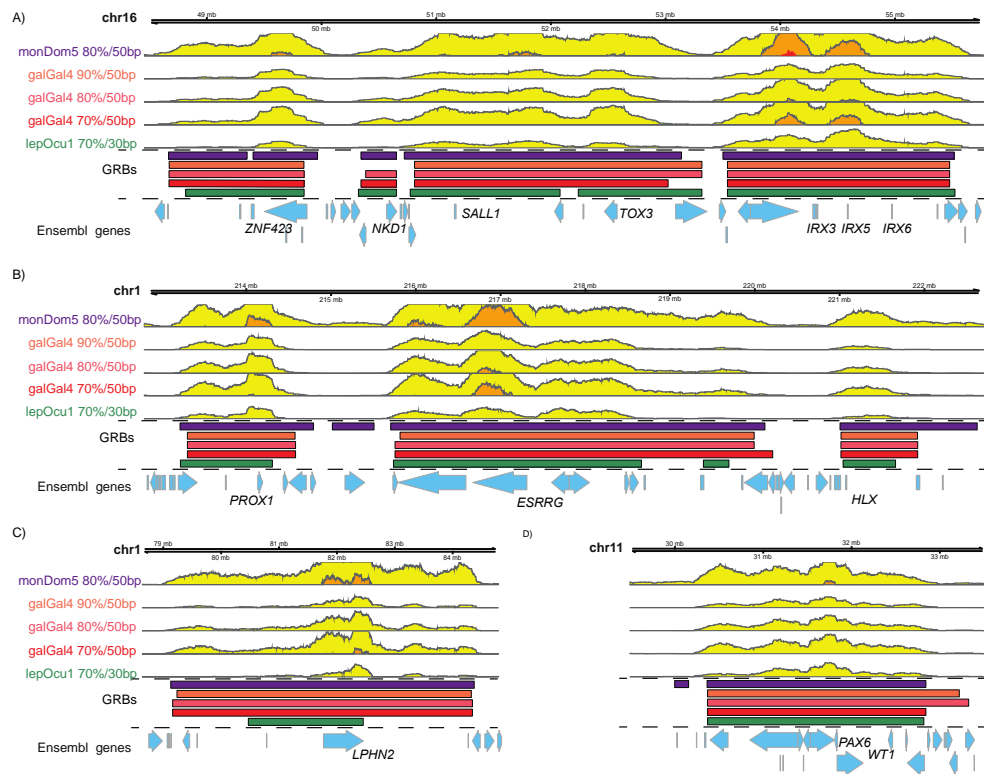 A)
chr16
49 mb 50 mb 51 mb 52 mb 53 mb 54 mb 55 mb
monDom5 80%/50bp
galGal4 90%/50bp
galGal4 80%/50bp
galGal4 70%/50bp
lepOcu1 70%/30bp
GRBs
Ensembl genes
ZNF423 NKD1 SALL1 TOX3 IRX3 IRX5 IRX6
B)
chr1
214 mb 215 mb 216 mb 217 mb 218 mb 219 mb 220 mb 221 mb 222 mb
monDom5 80%/50bp
galGal4 90%/50bp
galGal4 80%/50bp
galGal4 70%/50bp
lepOcu1 70%/30bp
GRBs
Ensembl genes
PROX1 ESRRG HLX
C)
chr1
79 mb 80 mb 81 mb 82 mb 83 mb 84 mb
monDom5 80%/50bp
galGal4 90%/50bp
galGal4 80%/50bp
galGal4 70%/50bp
lepOcu1 70%/30bp
GRBs
Ensembl genes
LPHN2
D)
chr11
30 mb 31 mb 32 mb 33 mb
PAX6
WT1